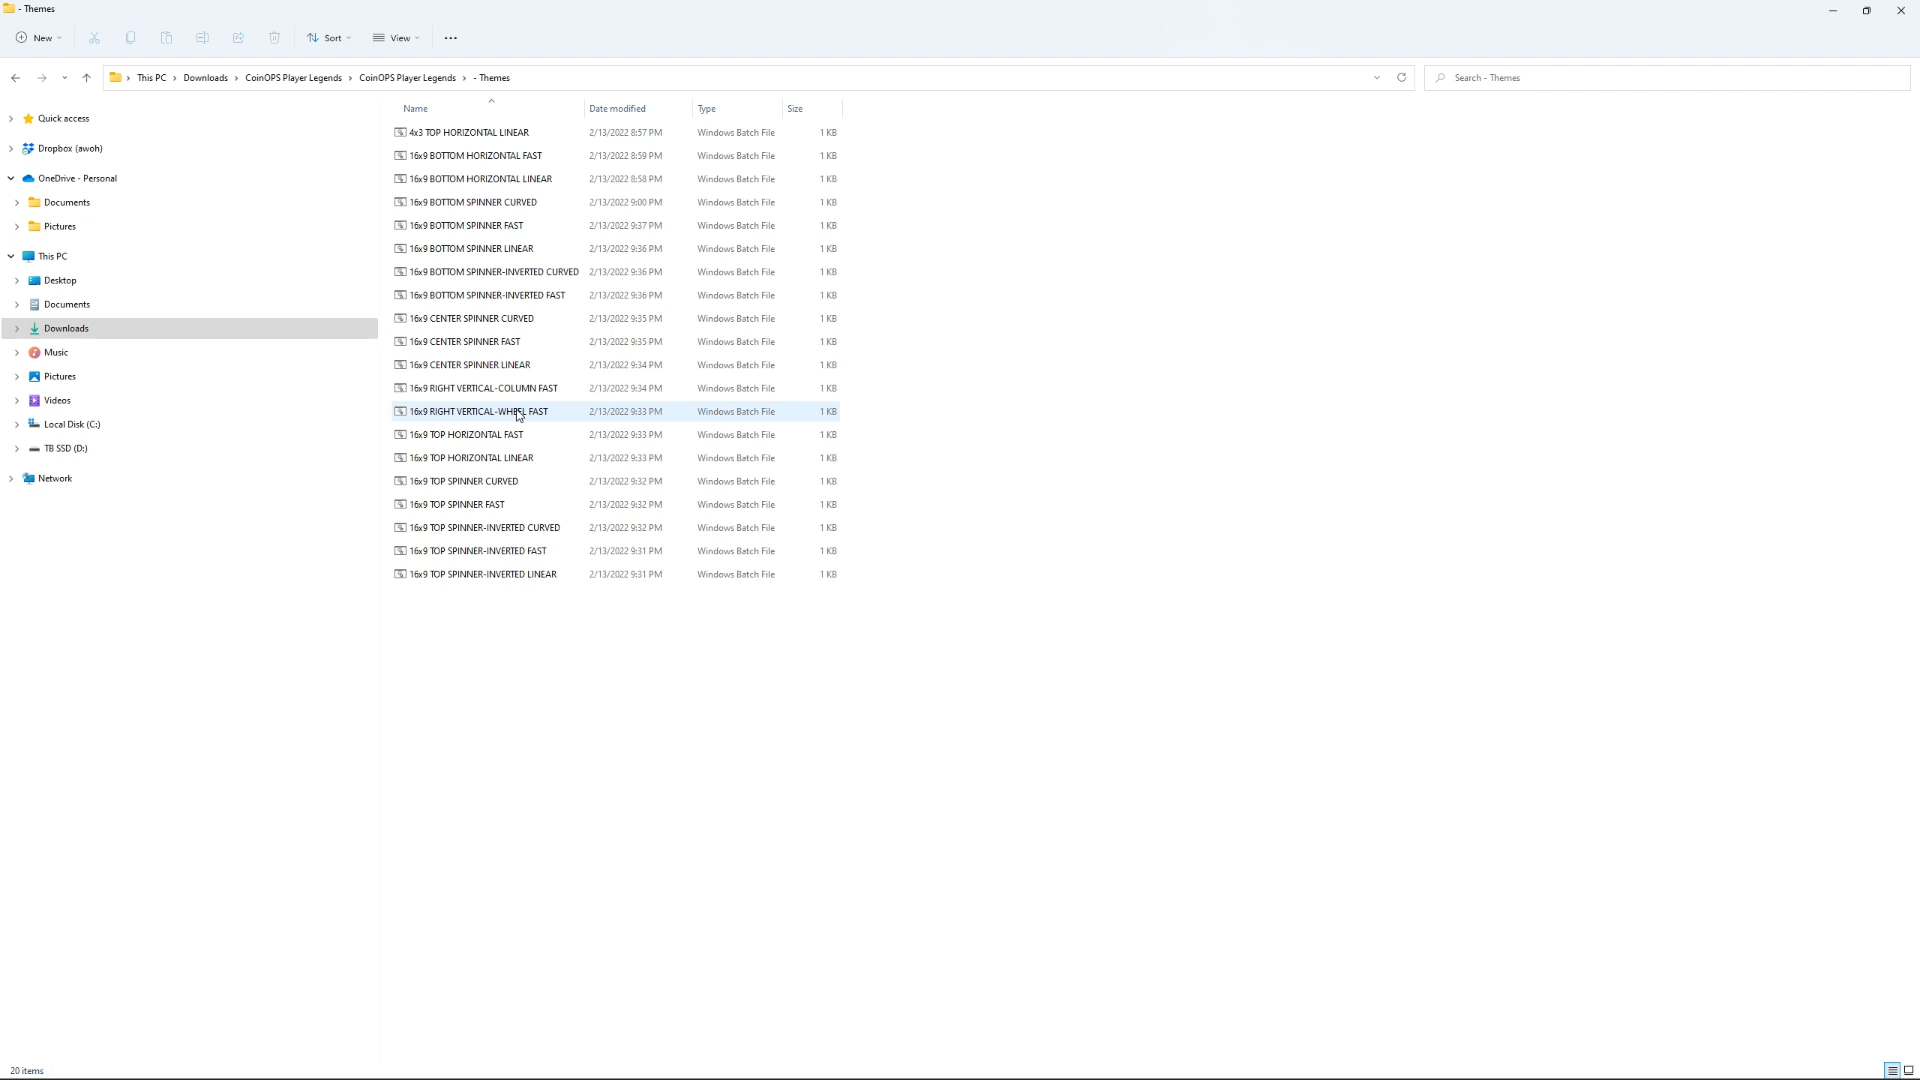 - Themes
New
Sort
View
This PC > Downloads > CoinOPS Player Legends > CoinOPS Player Legends > - Themes
Search - Themes
Name Date modified Type Size
Quick access
Dropbox (awoh)
OneDrive - Personal
Documents
Pictures
This PC
Desktop
Documents
Downloads
Music
Pictures
Videos
Local Disk (C:)
TB SSD (D:)
Network
4x3 TOP HORIZONTAL LINEAR 2/13/2022 8:57 PM Windows Batch File 1 KB
16x9 BOTTOM HORIZONTAL FAST 2/13/2022 8:59 PM Windows Batch File 1 KB
16x9 BOTTOM HORIZONTAL LINEAR 2/13/2022 8:58 PM Windows Batch File 1 KB
16x9 BOTTOM SPINNER CURVED 2/13/2022 9:00 PM Windows Batch File 1 KB
16x9 BOTTOM SPINNER FAST 2/13/2022 9:37 PM Windows Batch File 1 KB
16x9 BOTTOM SPINNER LINEAR 2/13/2022 9:36 PM Windows Batch File 1 KB
16x9 BOTTOM SPINNER-INVERTED CURVED 2/13/2022 9:36 PM Windows Batch File 1 KB
16x9 BOTTOM SPINNER-INVERTED FAST 2/13/2022 9:36 PM Windows Batch File 1 KB
16x9 CENTER SPINNER CURVED 2/13/2022 9:35 PM Windows Batch File 1 KB
16x9 CENTER SPINNER FAST 2/13/2022 9:35 PM Windows Batch File 1 KB
16x9 CENTER SPINNER LINEAR 2/13/2022 9:34 PM Windows Batch File 1 KB
16x9 RIGHT VERTICAL-COLUMN FAST 2/13/2022 9:34 PM Windows Batch File 1 KB
16x9 RIGHT VERTICAL-WHEEL FAST 2/13/2022 9:33 PM Windows Batch File 1 KB
16x9 TOP HORIZONTAL FAST 2/13/2022 9:33 PM Windows Batch File 1 KB
16x9 TOP HORIZONTAL LINEAR 2/13/2022 9:33 PM Windows Batch File 1 KB
16x9 TOP SPINNER CURVED 2/13/2022 9:32 PM Windows Batch File 1 KB
16x9 TOP SPINNER FAST 2/13/2022 9:32 PM Windows Batch File 1 KB
16x9 TOP SPINNER-INVERTED CURVED 2/13/2022 9:32 PM Windows Batch File 1 KB
16x9 TOP SPINNER-INVERTED FAST 2/13/2022 9:31 PM Windows Batch File 1 KB
16x9 TOP SPINNER-INVERTED LINEAR 2/13/2022 9:31 PM Windows Batch File 1 KB
20 items